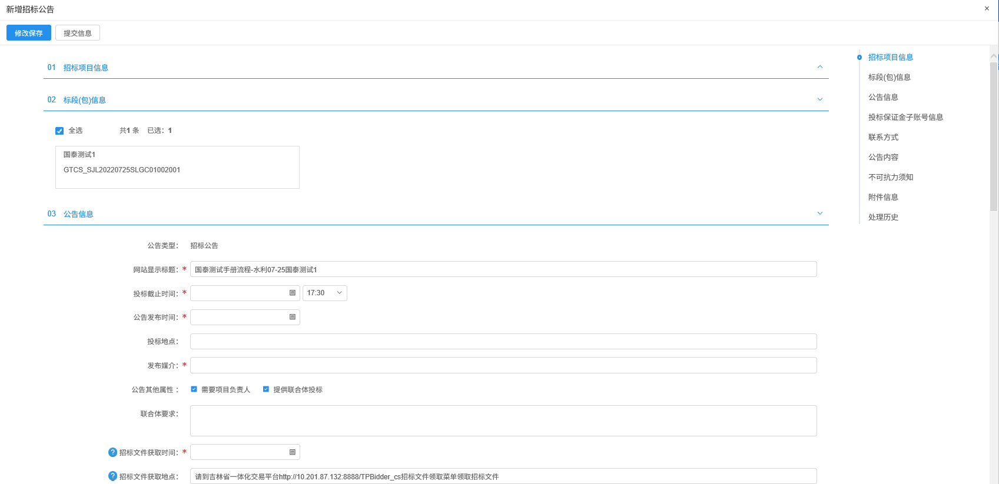 新增招标公告
×
修改保存 提交信息
01 招标项目信息
02 标段(包)信息
全选 共1 条 已选：1
国泰测试1
GTCS_SJL20220725SLGC01002001
03 公告信息
公告类型： 招标公告
网站显示标题：* 国泰测试手册流程-水利07-25国泰测试1
投标截止时间：* 17:30
公告发布时间：*
投标地点：
发布媒介：*
公告其他属性： 需要项目负责人 提供联合体投标
联合体要求：
? 招标文件获取时间：*
? 招标文件获取地点： 请到吉林省一体化交易平台http://10.201.87.132:8888/TPBidder_cs招标文件领取菜单领取招标文件
招标项目信息
标段(包)信息
公告信息
投标保证金子账号信息
联系方式
公告内容
不可抗力须知
附件信息
处理历史